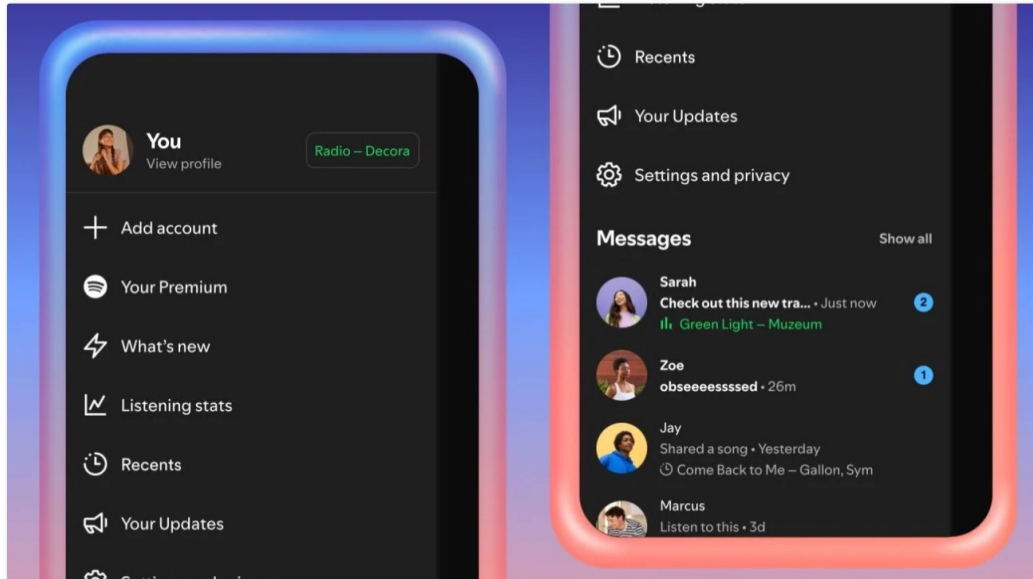 You
View profile
Radio – Decora
Add account
Your Premium
What's new
Listening stats
Recents
Your Updates
Recents
Your Updates
Settings and privacy
Messages
Show all
Sarah
Check out this new tra... • Just now
2
Green Light – Muzeum
Zoe
obseeeessssed • 26m
1
Jay
Shared a song • Yesterday
Come Back to Me – Gallon, Sym
Marcus
Listen to this • 3d